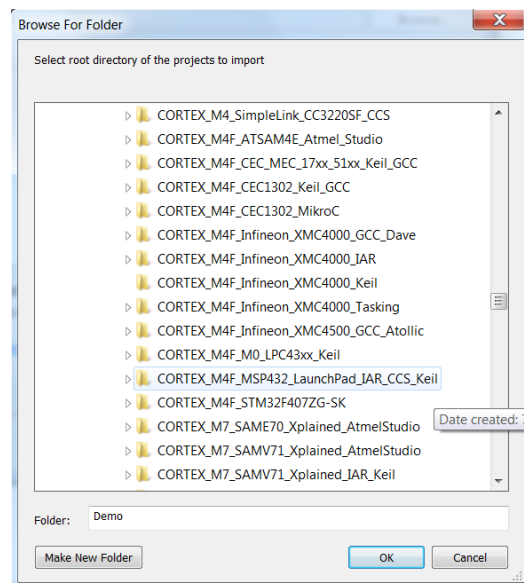 Browse For Folder
Select root directory of the projects to import
CORTEX_M4_SimpleLink_CC3220SF_CCS
CORTEX_M4F_ATSAM4E_Atmel_Studio
CORTEX_M4F_CEC_MEC_17xx_51xx_Keil_GCC
CORTEX_M4F_CEC1302_Keil_GCC
CORTEX_M4F_CEC1302_MikroC
CORTEX_M4F_Infineon_XMC4000_GCC_Dave
CORTEX_M4F_Infineon_XMC4000_IAR
CORTEX_M4F_Infineon_XMC4000_Keil
CORTEX_M4F_Infineon_XMC4000_Tasking
CORTEX_M4F_Infineon_XMC4500_GCC_Atollic
CORTEX_M4F_M0_LPC43xx_Keil
CORTEX_M4F_MSP432_LaunchPad_IAR_CCS_Keil
CORTEX_M4F_STM32F407ZG-SK
CORTEX_M7_SAME70_Xplained_AtmelStudio
Date created:
CORTEX_M7_SAMV71_Xplained_AtmelStudio
CORTEX_M7_SAMV71_Xplained_IAR_Keil
Folder: Demo
Make New Folder OK Cancel